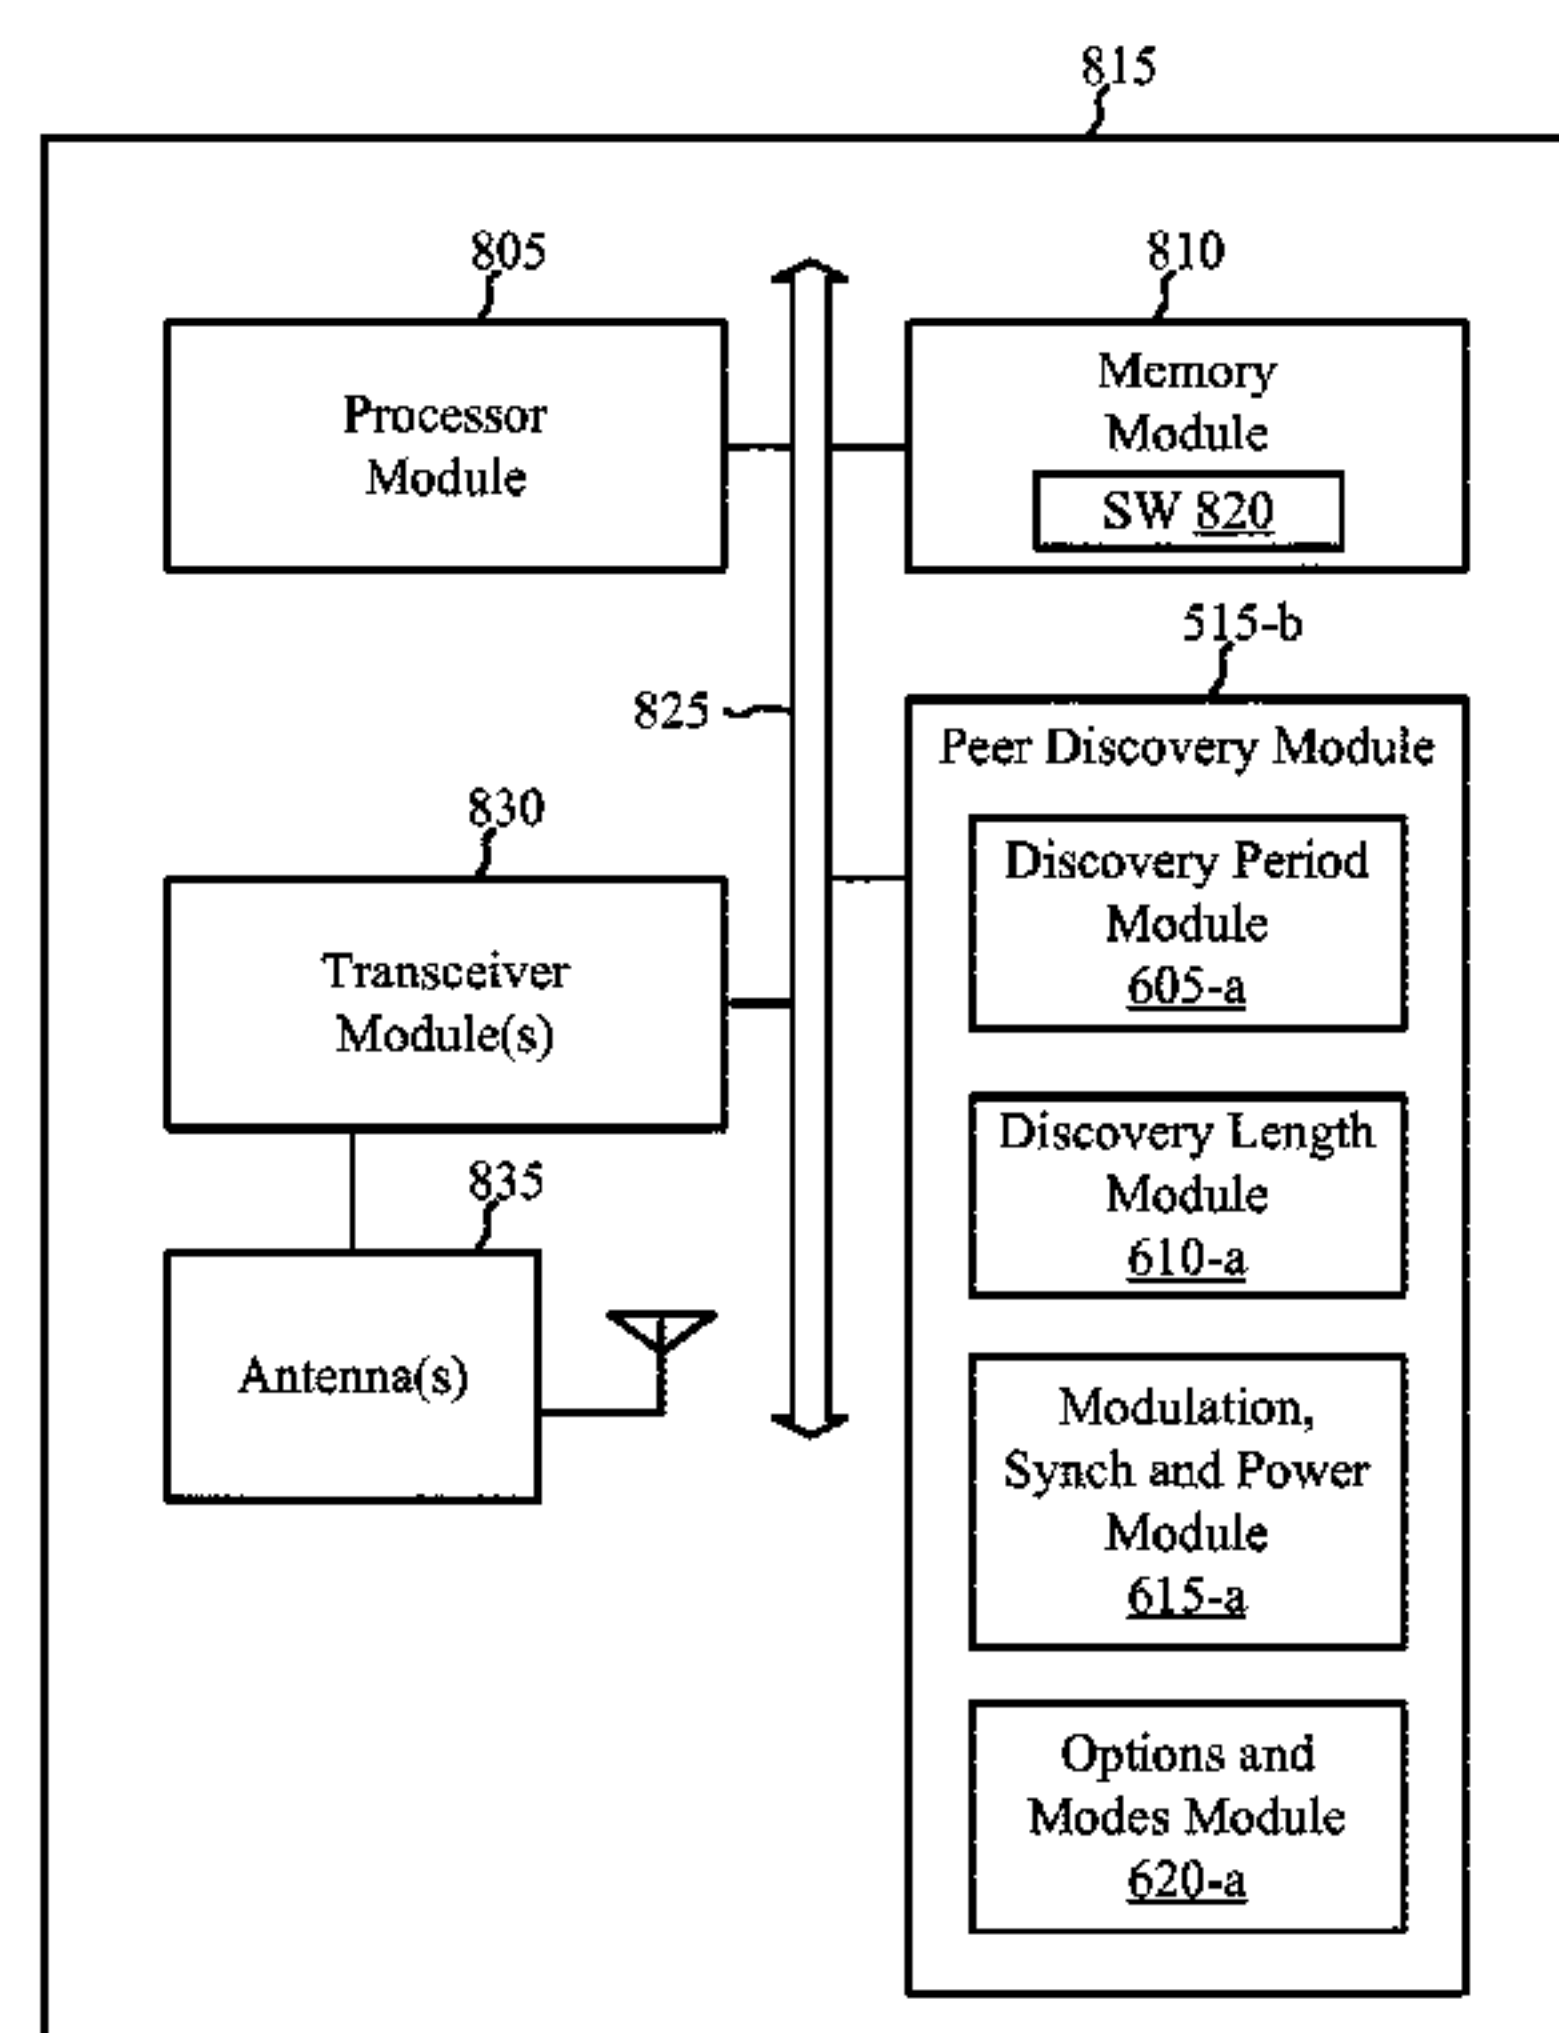 815
805
810
Processor
Module
Memory
Module
SW 820
515-b
825
Peer Discovery Module
830
Discovery Period
Module
605-a
Transceiver
Module(s)
Discovery Length
Module
610-a
835
Antenna(s)
Modulation,
Synch and Power
Module
615-a
Options and
Modes Module
620-a